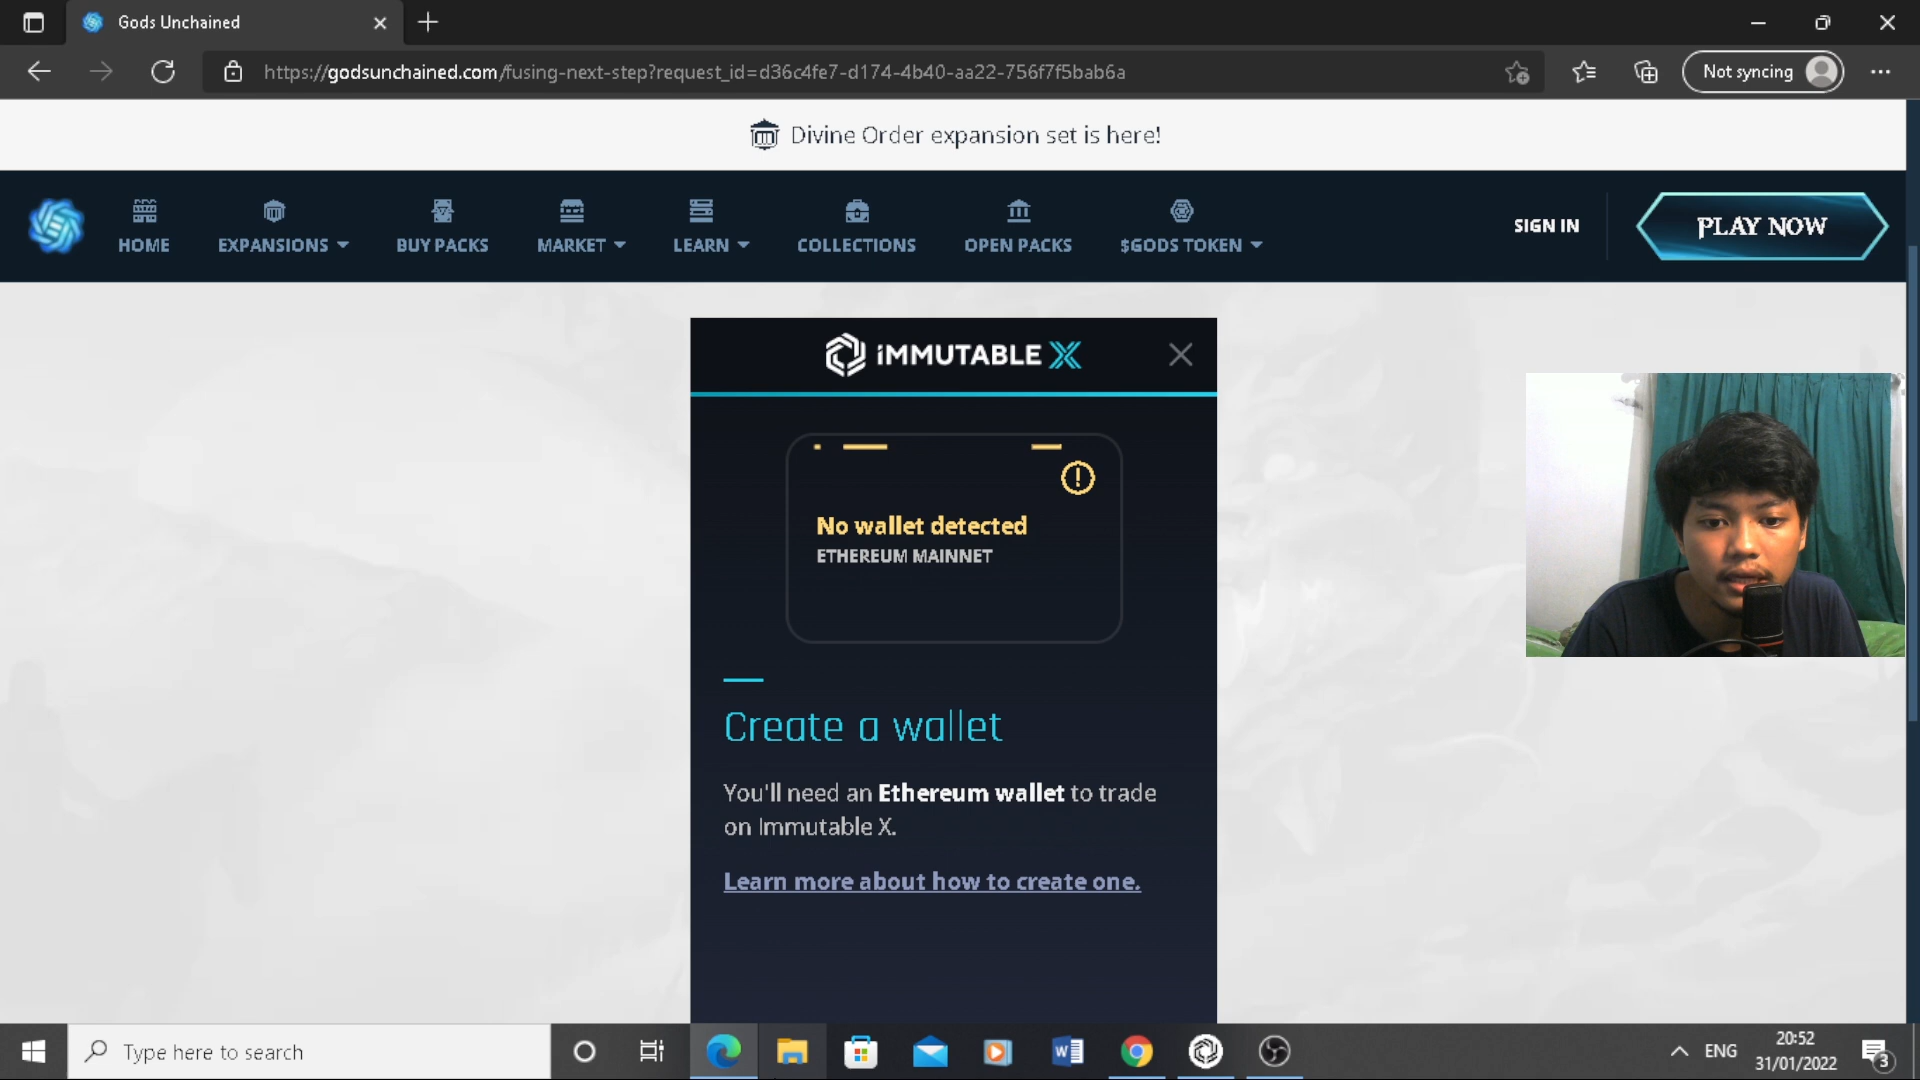 Gods Unchained
https://godsunchained.com/fusing-next-step?request_id=d36c4fe7-d174-4b40-aa22-756f7f5bab6a
Not syncing
Divine Order expansion set is here!
HOME
EXPANSIONS
BUY PACKS
MARKET
LEARN
COLLECTIONS
OPEN PACKS
$GODS TOKEN
SIGN IN
PLAY NOW
iMMUTABLE X
No wallet detected
ETHEREUM MAINNET
Create a wallet
You'll need an Ethereum wallet to trade
on Immutable X.
Learn more about how to create one.
Type here to search
ENG
20:52
31/01/2022
3